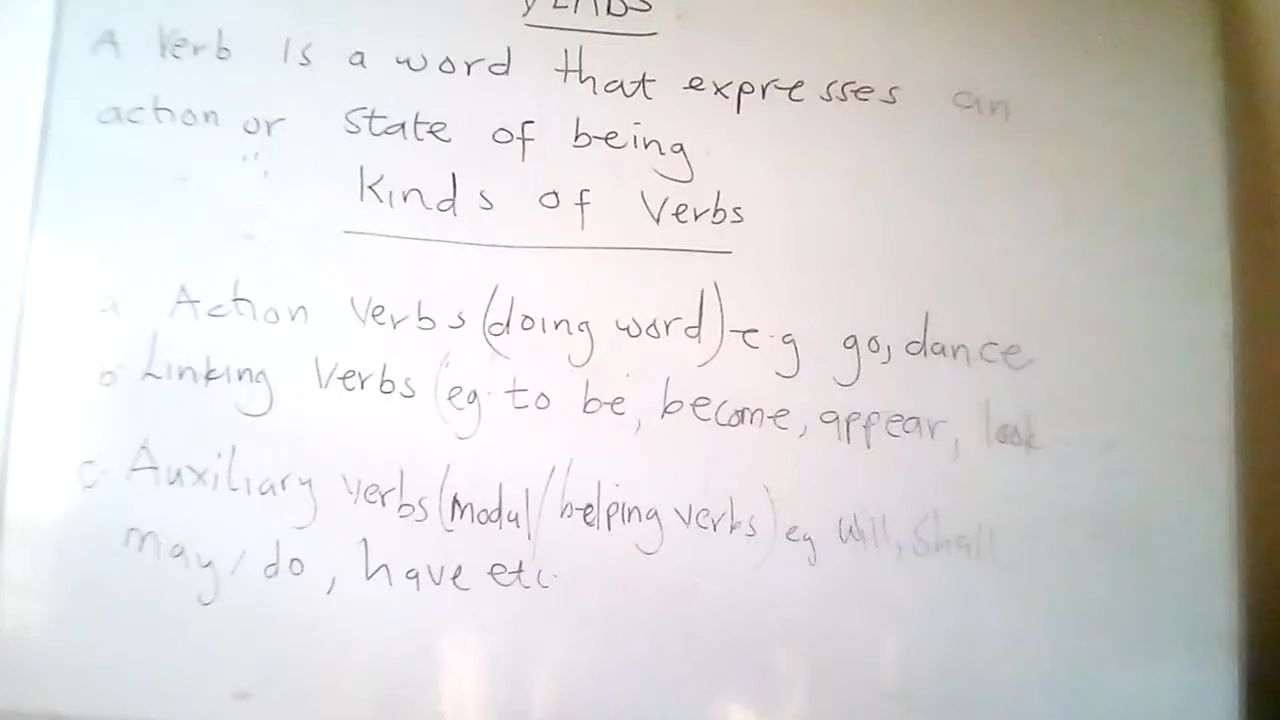 VERBS
A Verb is a word that expresses an
action or state of being
Kinds of Verbs
a Action Verbs (doing word) e.g go, dance
b Linking Verbs (eg. to be, become, appear, look
c. Auxiliary verbs (modal/helping verbs) eg Will, Shall
may, do, have etc.